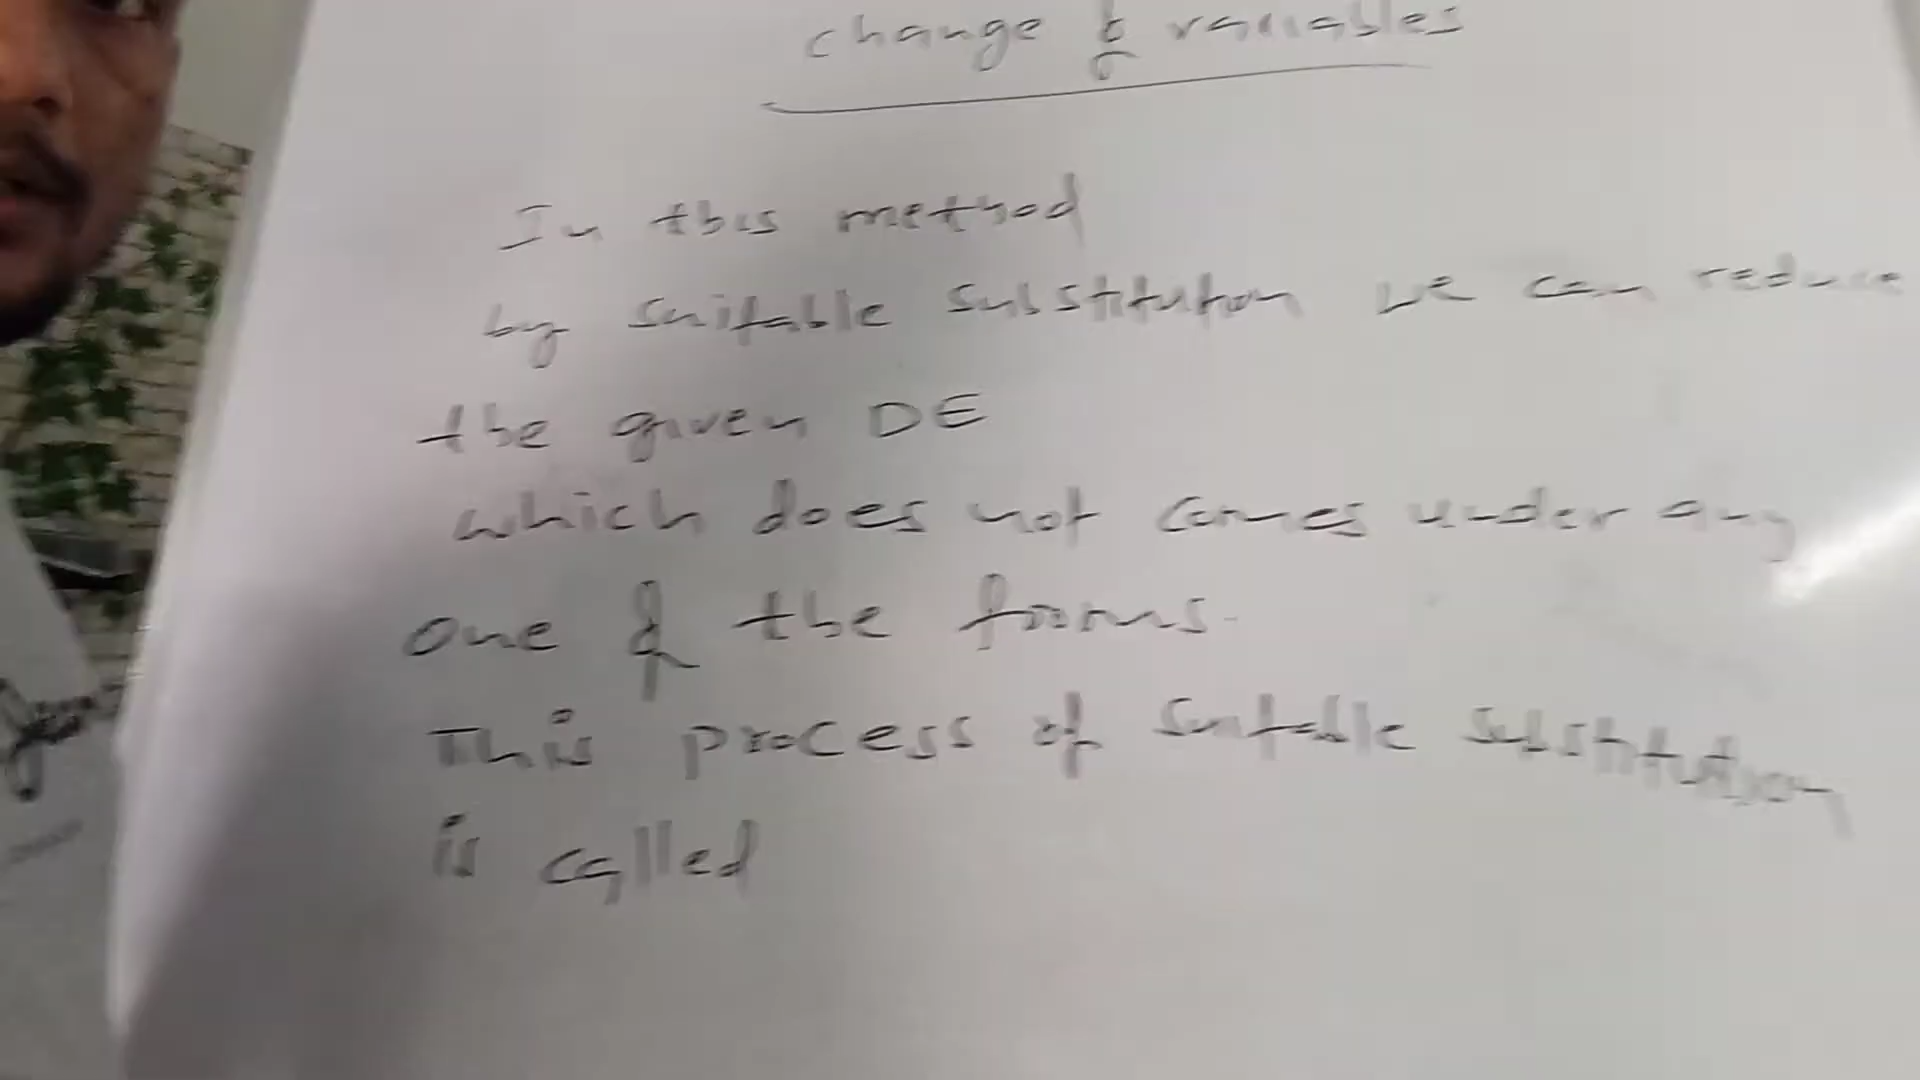 change of variables
In this method
by suitable substitution we can reduce
the given DE
which does not comes under any
one of the forms.
This process of suitable substitution
is called